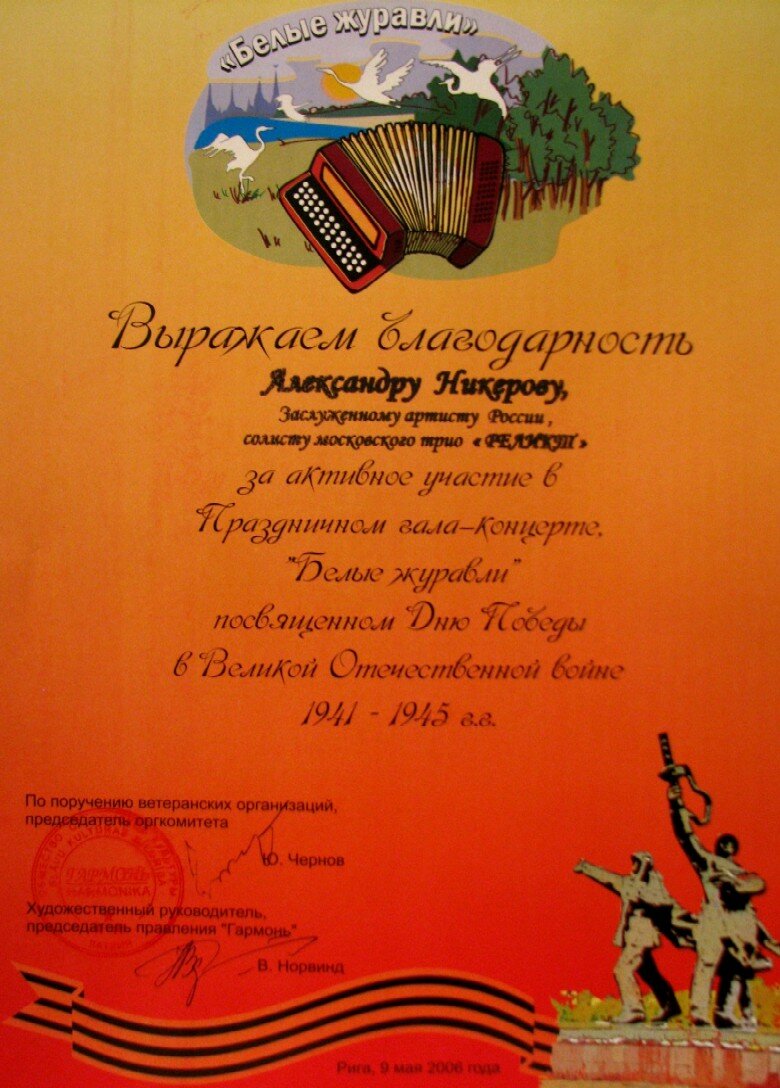 «Белые журавли»
Выражаем благодарность
Александру Никерову,
Заслуженному артисту России,
солисту московского трио «РЕЛИКТ»
за активное участие в
Праздничном гала-концерте,
"Белые журавли"
посвященном Дню Победы
в Великой Отечественной войне
1941 - 1945 г.г.
По поручению ветеранских организаций,
председатель оргкомитета
Ю. Чернов
ГАРМОНЬ
HARMONIKA
Художественный руководитель,
председатель правления "Гармонь"
В. Норвинд
Рига, 9 мая 2006 года